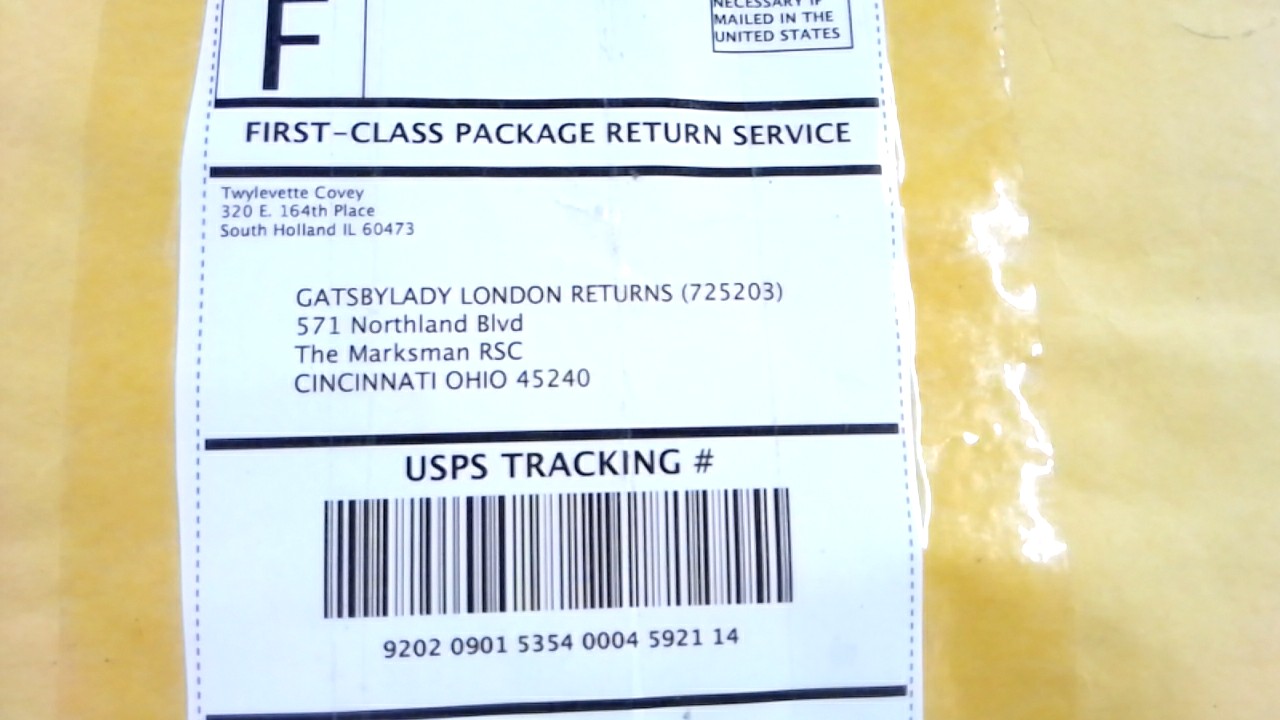 F
NECESSARY IF
MAILED IN THE
UNITED STATES
FIRST-CLASS PACKAGE RETURN SERVICE
Twylevette Covey
320 E. 164th Place
South Holland IL 60473
GATSBYLADY LONDON RETURNS (725203)
571 Northland Blvd
The Marksman RSC
CINCINNATI OHIO 45240
USPS TRACKING #
9202 0901 5354 0004 5921 14